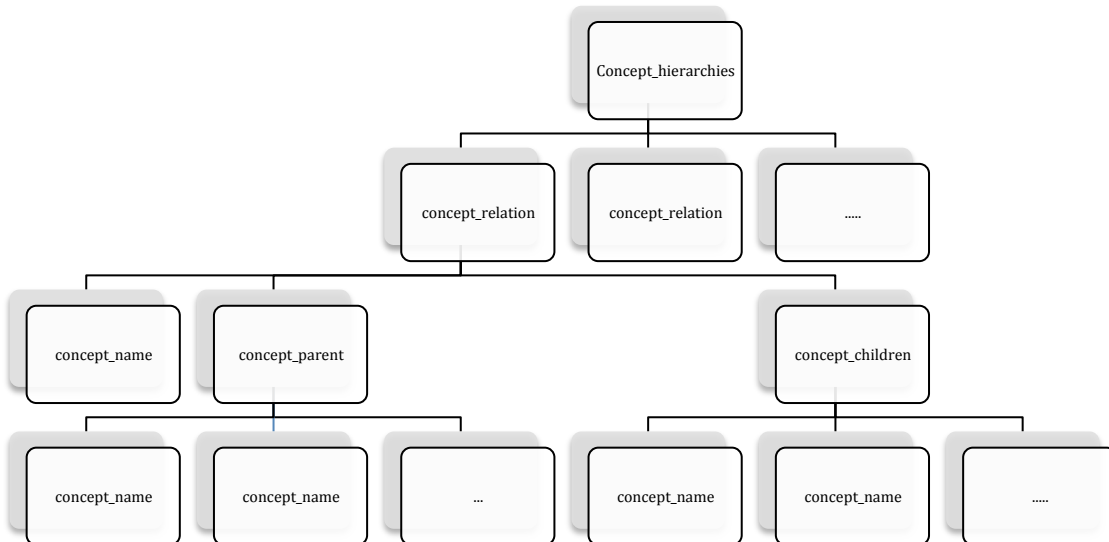 Concept_hierarchies
concept_relation
concept_relation
.....
concept_name
concept_parent
concept_children
concept_name
concept_name
...
concept_name
concept_name
.....